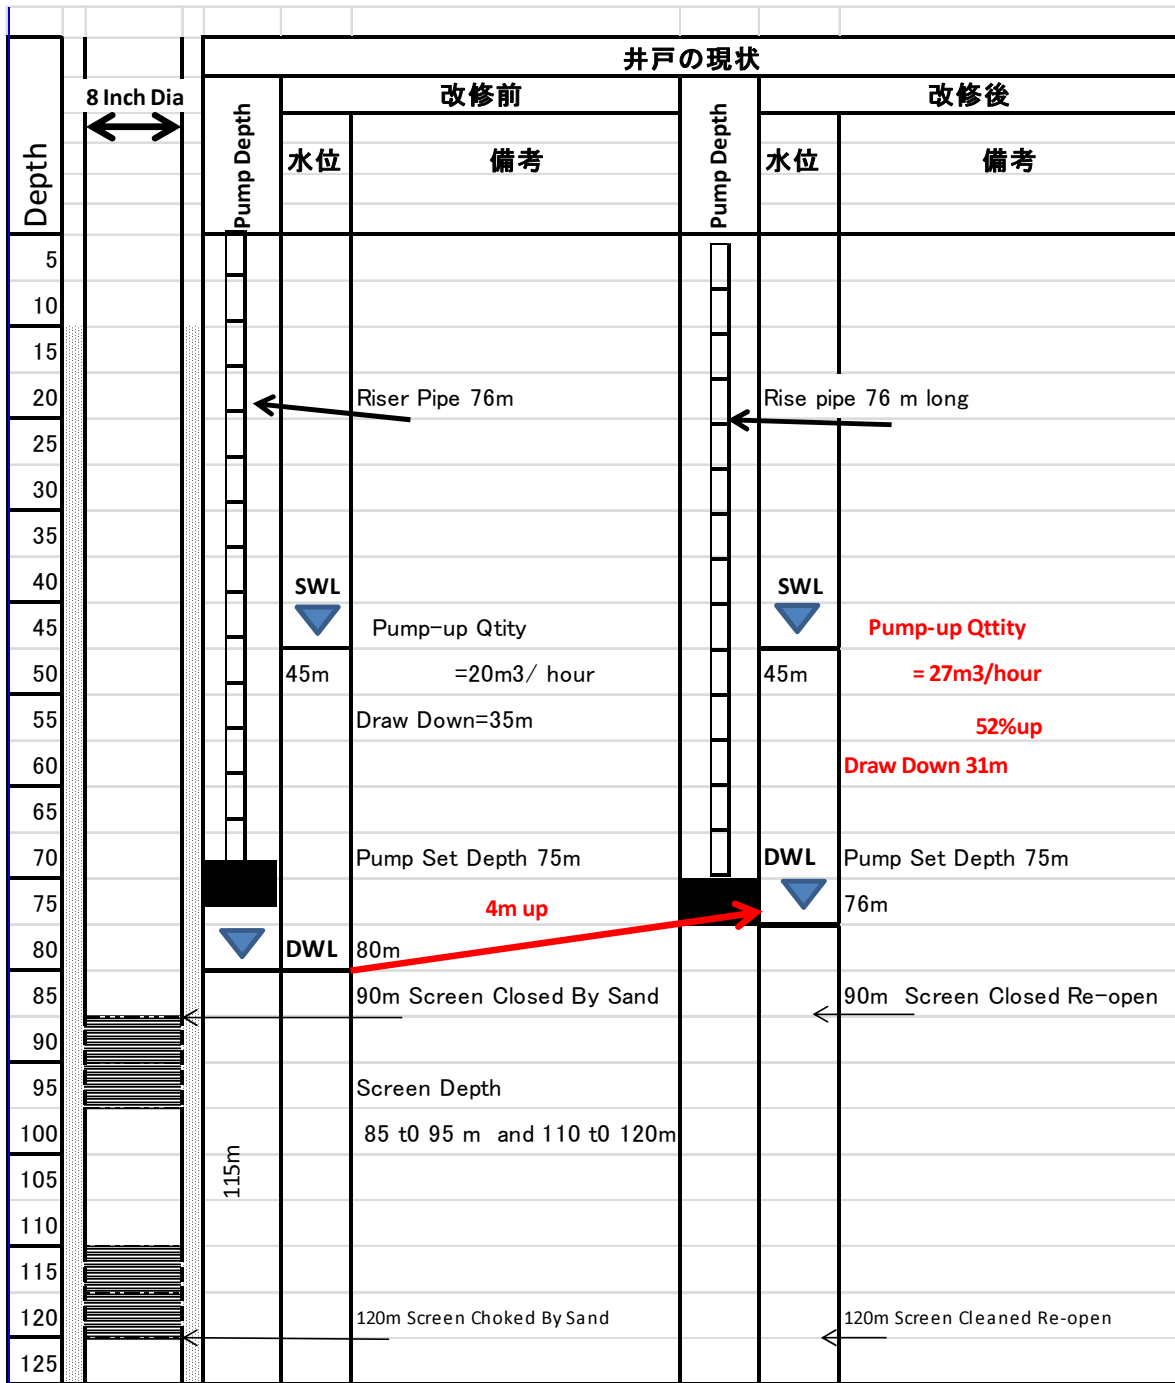 井戸の現状
8 Inch Dia
改修前
改修後
Depth
Pump Depth
水位
備考
Pump Depth
水位
備考
5
10
15
20
Riser Pipe 76m
Rise pipe 76 m long
25
30
35
40
SWL
SWL
45
Pump-up Qtity
Pump-up Qttity
50
45m
=20m3/ hour
45m
= 27m3/hour
55
Draw Down=35m
52%up
60
Draw Down 31m
65
70
Pump Set Depth 75m
DWL
Pump Set Depth 75m
75
4m up
76m
80
DWL
80m
85
90m Screen Closed By Sand
90m Screen Closed Re-open
90
95
Screen Depth
100
85 t0 95 m and 110 t0 120m
105
115m
110
115
120
120m Screen Choked By Sand
120m Screen Cleaned Re-open
125